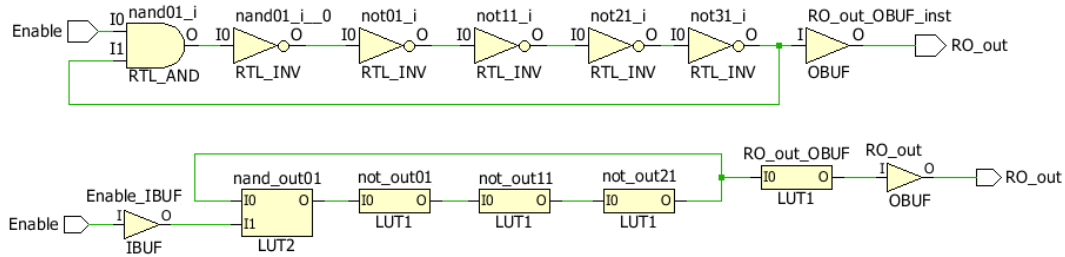 nand01_i nand01_i__0 not01_i not11_i not21_i not31_i RO_out_OBUF_inst
Enable I0 I1 O I0 O I0 O I0 O I0 O I0 O I O RO_out
RTL_AND RTL_INV RTL_INV RTL_INV RTL_INV RTL_INV OBUF
RO_out_OBUF RO_out
nand_out01 not_out01 not_out11 not_out21 I0 O I O RO_out
Enable_IBUF I0 O I0 O I0 O I0 O LUT1 OBUF
Enable I O I1 LUT1 LUT1 LUT1
IBUF LUT2